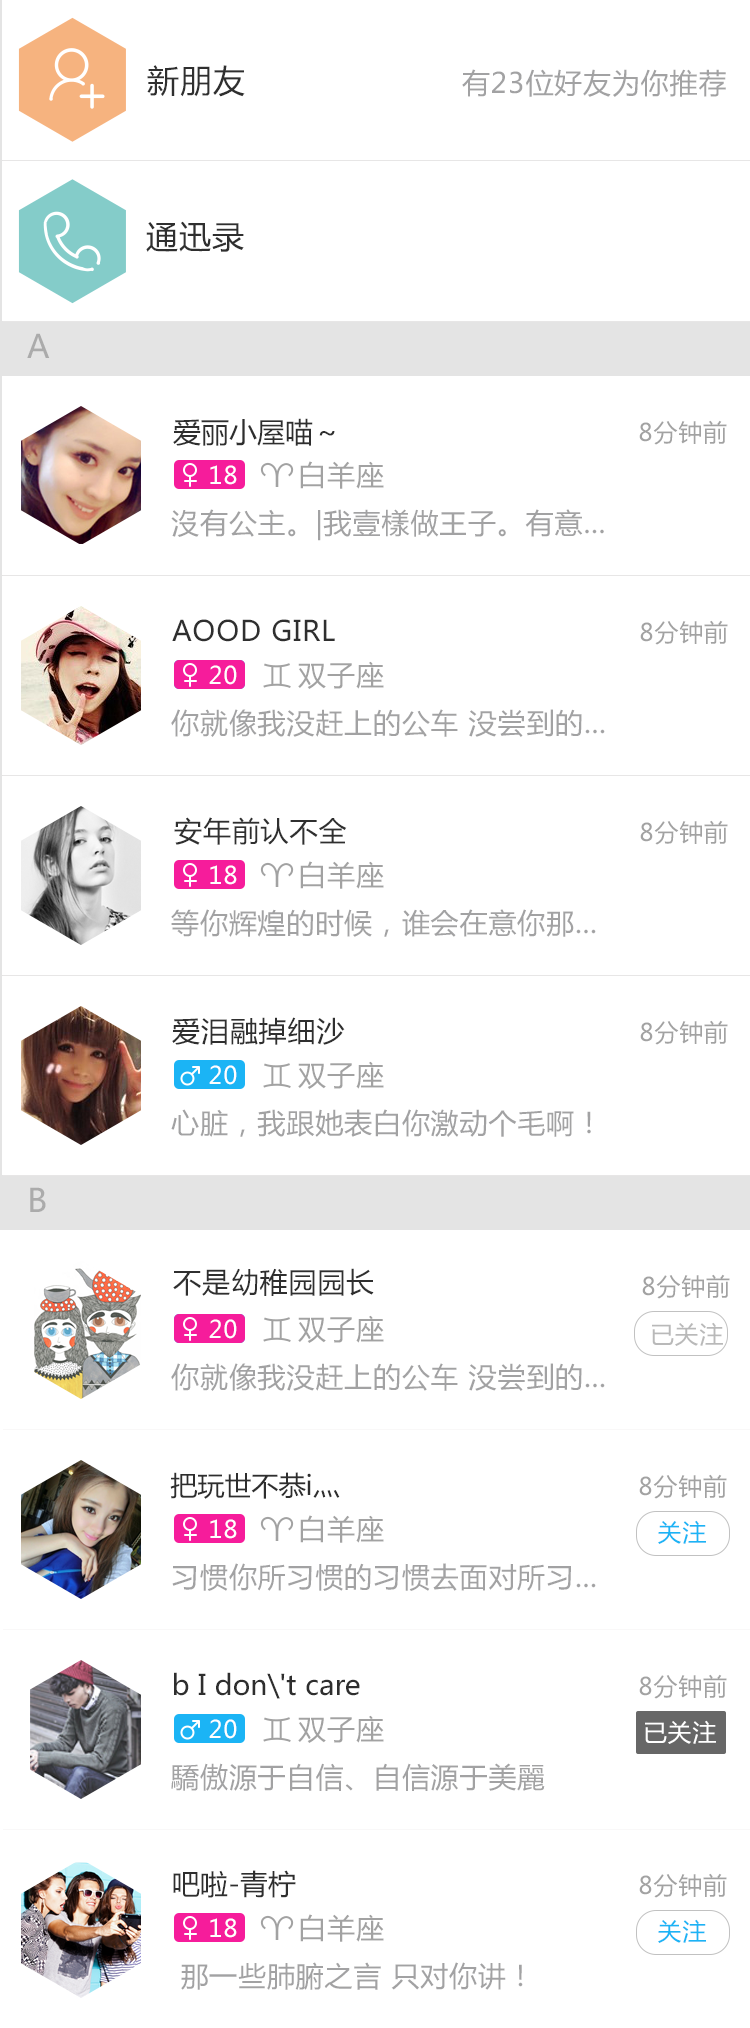 新朋友
有23位好友为你推荐
通迅录
A
爱丽小屋喵~
8分钟前
♀ 18 ♈白羊座
沒有公主。|我壹樣做王子。有意...
AOOD GIRL
8分钟前
♀ 20 ♊双子座
你就像我没赶上的公车 没尝到的...
安年前认不全
8分钟前
♀ 18 ♈白羊座
等你辉煌的时候，谁会在意你那...
爱泪融掉细沙
8分钟前
♂ 20 ♊双子座
心脏，我跟她表白你激动个毛啊！
B
不是幼稚园园长
8分钟前
♀ 20 ♊双子座
已关注
你就像我没赶上的公车 没尝到的...
把玩世不恭i灬
8分钟前
♀ 18 ♈白羊座
关注
习惯你所习惯的习惯去面对所习...
b I don\'t care
8分钟前
♂ 20 ♊双子座
已关注
驕傲源于自信、自信源于美麗
吧啦-青柠
8分钟前
♀ 18 ♈白羊座
关注
那一些肺腑之言 只对你讲！